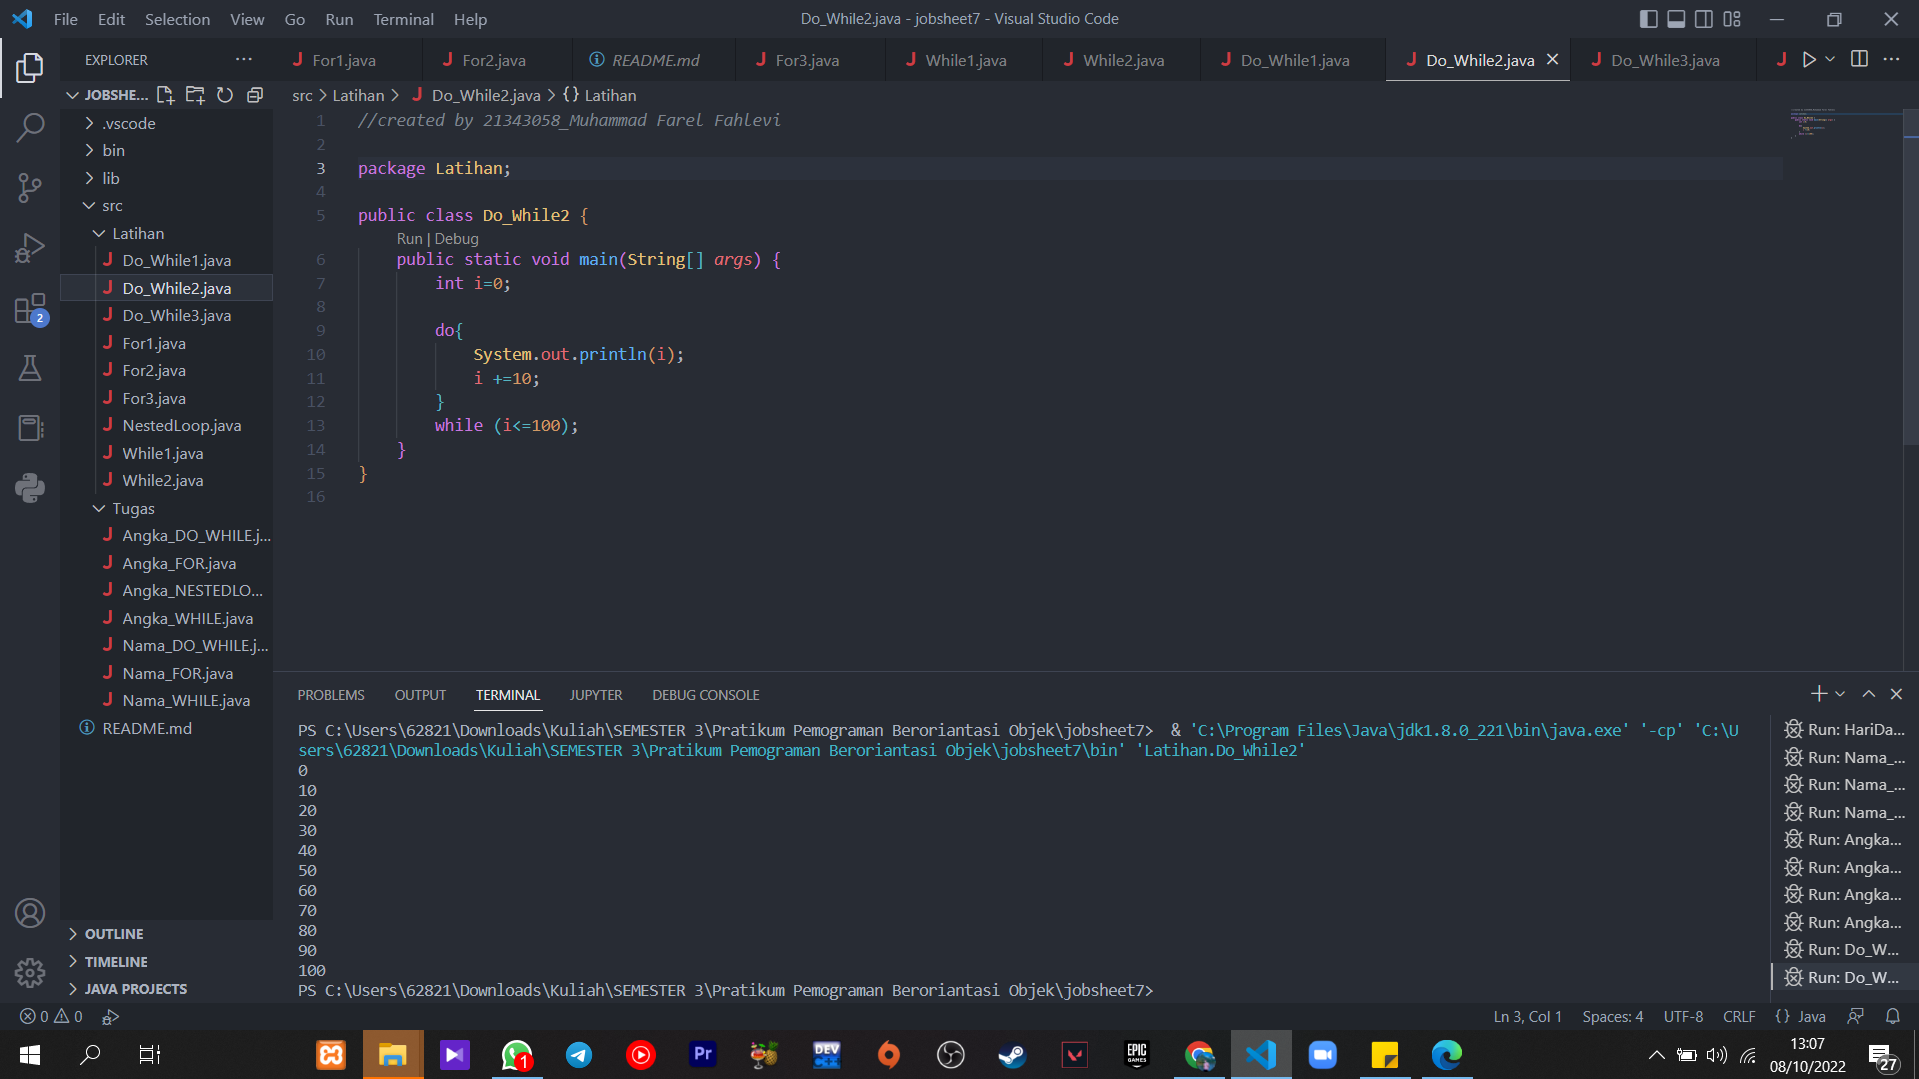 File Edit Selection View Go Run Terminal Help
Do_While2.java - jobsheet7 - Visual Studio Code
EXPLORER
For1.java
For2.java
README.md
For3.java
While1.java
While2.java
Do_While1.java
Do_While2.java
Do_While3.java
JOBSHE...
src > Latihan > Do_While2.java > {} Latihan
.vscode
bin
lib
src
Latihan
Do_While1.java
Do_While2.java
Do_While3.java
For1.java
For2.java
For3.java
NestedLoop.java
While1.java
While2.java
Tugas
Angka_DO_WHILE.j...
Angka_FOR.java
Angka_NESTEDLO...
Angka_WHILE.java
Nama_DO_WHILE.j...
Nama_FOR.java
Nama_WHILE.java
README.md
OUTLINE
TIMELINE
JAVA PROJECTS
2
1 //created by 21343058_Muhammad Farel Fahlevi
2
3 package Latihan;
4
5 public class Do_While2 {
Run | Debug
6 public static void main(String[] args) {
7 int i=0;
8
9 do{
10 System.out.println(i);
11 i +=10;
12 }
13 while (i<=100);
14 }
15 }
16
PROBLEMS OUTPUT TERMINAL JUPYTER DEBUG CONSOLE
PS C:\Users\62821\Downloads\Kuliah\SEMESTER 3\Pratikum Pemograman Beroriantasi Objek\jobsheet7> & 'C:\Program Files\Java\jdk1.8.0_221\bin\java.exe' '-cp' 'C:\U
sers\62821\Downloads\Kuliah\SEMESTER 3\Pratikum Pemograman Beroriantasi Objek\jobsheet7\bin' 'Latihan.Do_While2'
0
10
20
30
40
50
60
70
80
90
100
PS C:\Users\62821\Downloads\Kuliah\SEMESTER 3\Pratikum Pemograman Beroriantasi Objek\jobsheet7>
Run: HariDa...
Run: Nama_...
Run: Nama_...
Run: Nama_...
Run: Angka...
Run: Angka...
Run: Angka...
Run: Angka...
Run: Do_W...
Run: Do_W...
0 0
Ln 3, Col 1 Spaces: 4 UTF-8 CRLF {} Java
1
Pr
DEV
C++
EPIC
GAMES
13:07
08/10/2022
27